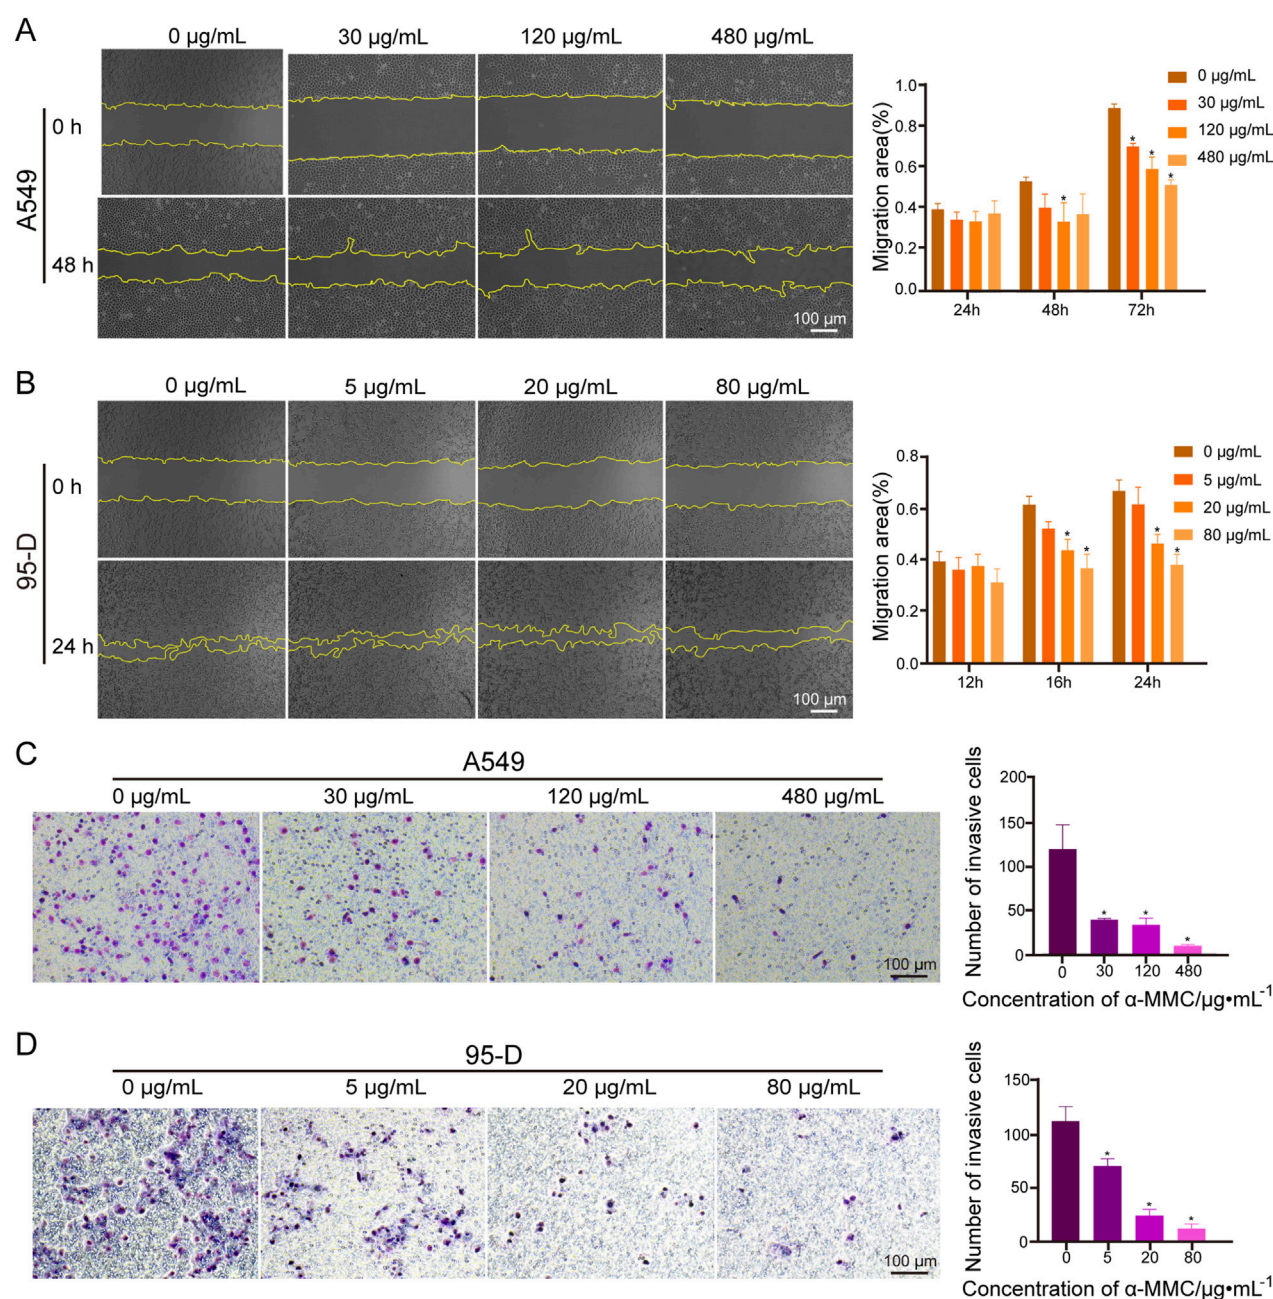 A
0 µg/mL 30 µg/mL 120 µg/mL 480 µg/mL
A549
0 h
48 h
100 µm
Migration area(%)
1.0
0.8
0.6
0.4
0.2
0.0
24h 48h 72h
0 µg/mL
30 µg/mL
120 µg/mL
480 µg/mL
* * * *
B
0 µg/mL 5 µg/mL 20 µg/mL 80 µg/mL
95-D
0 h
24 h
100 µm
Migration area(%)
0.8
0.6
0.4
0.2
0.0
12h 16h 24h
0 µg/mL
5 µg/mL
20 µg/mL
80 µg/mL
* * * *
C
A549
0 µg/mL 30 µg/mL 120 µg/mL 480 µg/mL
100 µm
Number of invasive cells
200
150
100
50
0
* * *
0 30 120 480
Concentration of α-MMC/µg•mL⁻¹
D
95-D
0 µg/mL 5 µg/mL 20 µg/mL 80 µg/mL
100 µm
Number of invasive cells
150
100
50
0
* * *
0 5 20 80
Concentration of α-MMC/µg•mL⁻¹